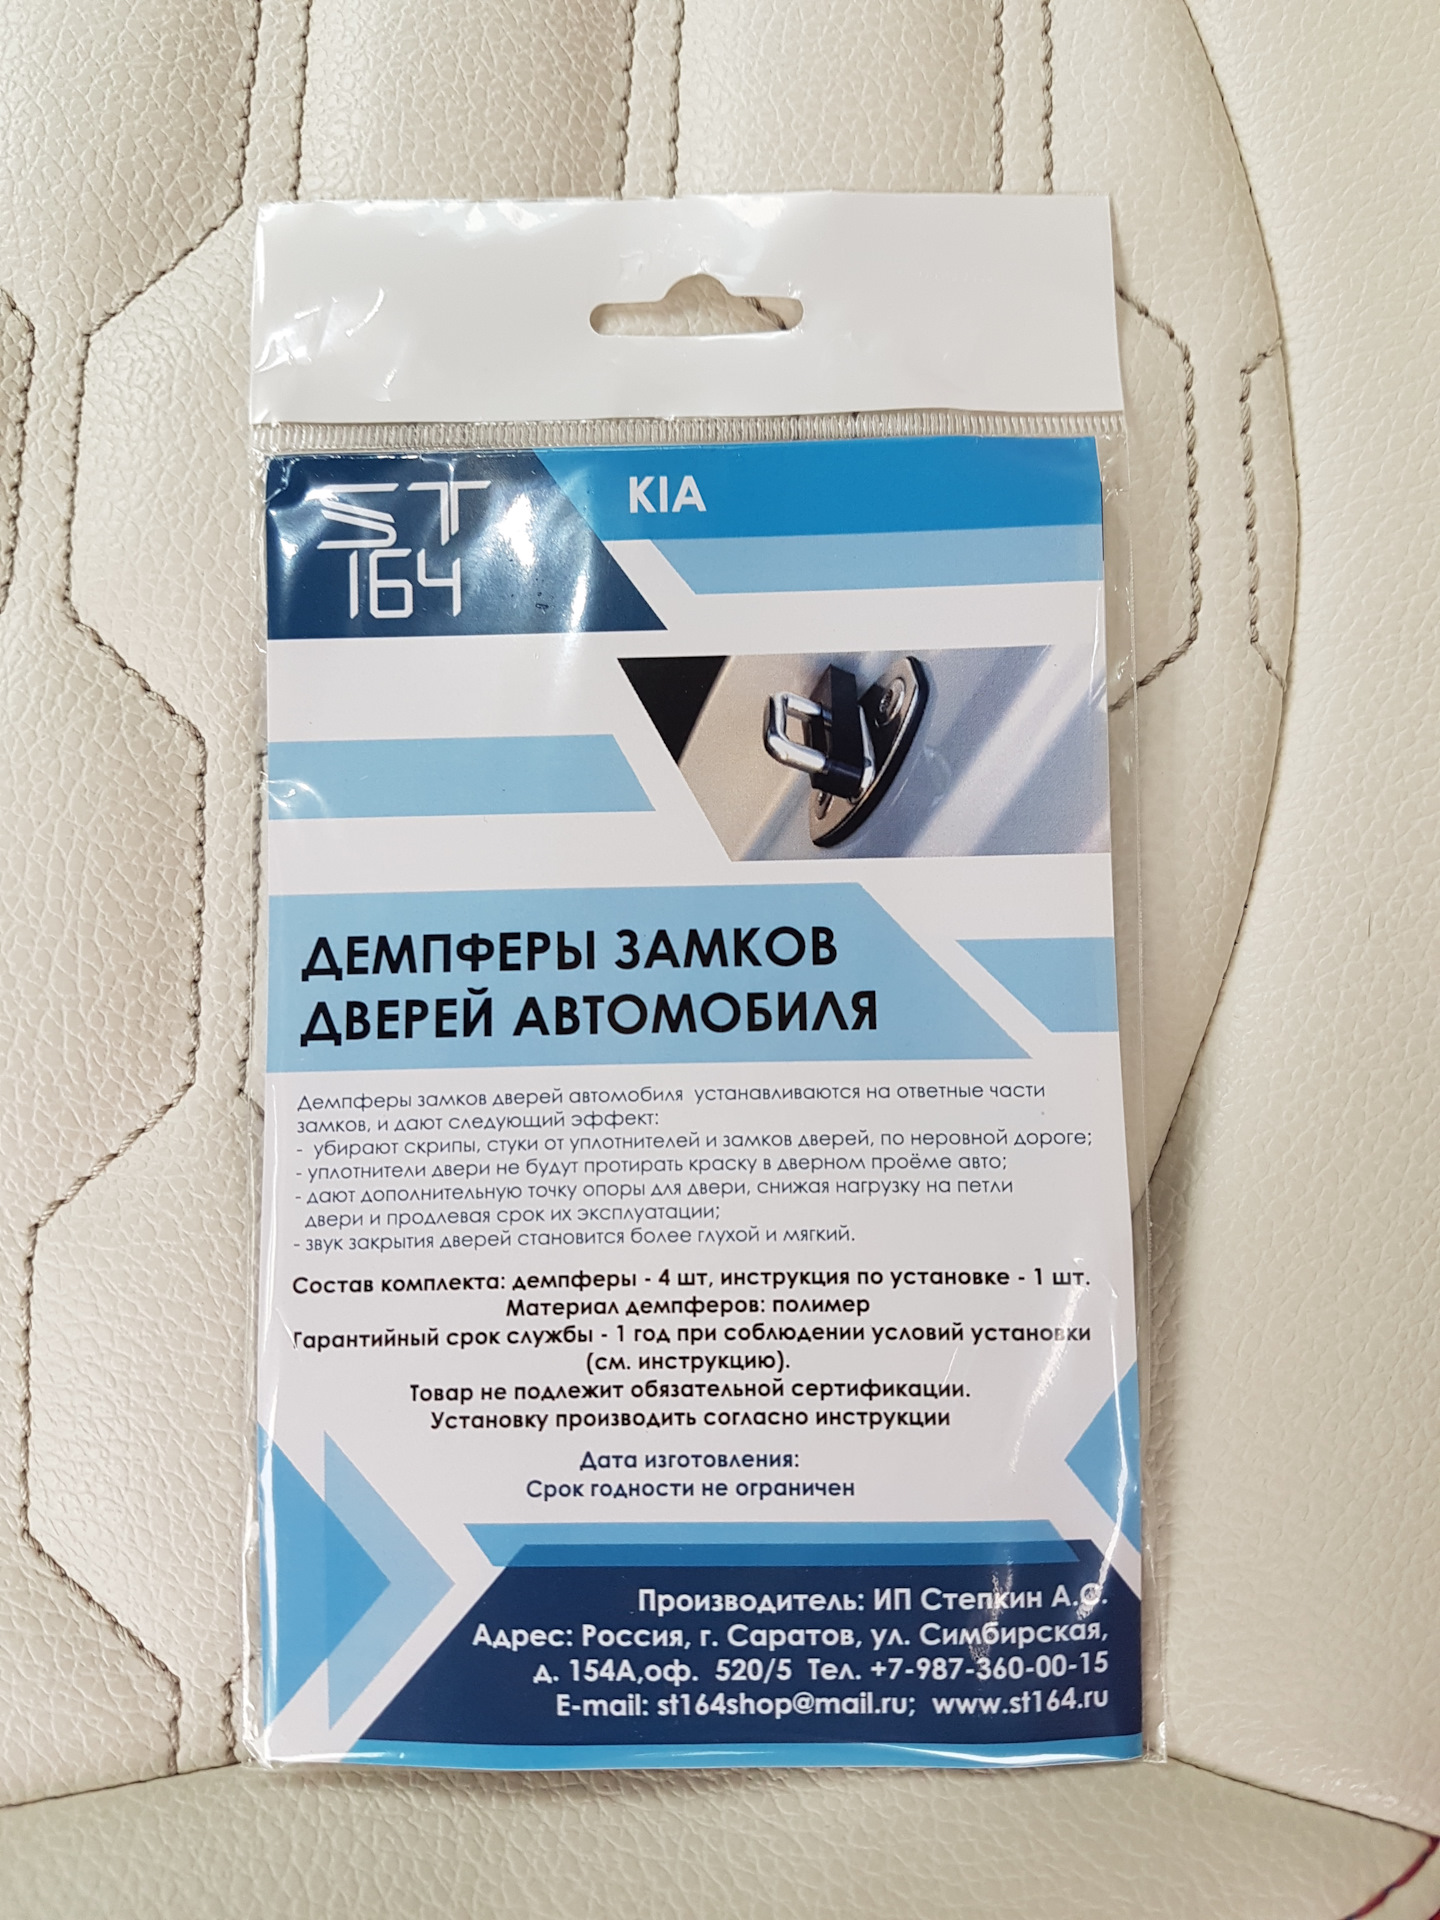 ST
164
KIA
ДЕМПФЕРЫ ЗАМКОВ
ДВЕРЕЙ АВТОМОБИЛЯ
Демпферы замков дверей автомобиля устанавливаются на ответные части
замков, и дают следующий эффект:
- убирают скрипы, стуки от уплотнителей и замков дверей, по неровной дороге;
- уплотнители двери не будут протирать краску в дверном проёме авто;
- дают дополнительную точку опоры для двери, снижая нагрузку на петли
двери и продлевая срок их эксплуатации;
- звук закрытия дверей становится более глухой и мягкий.
Состав комплекта: демпферы - 4 шт, инструкция по установке - 1 шт.
Материал демпферов: полимер
Гарантийный срок службы - 1 год при соблюдении условий установки
(см. инструкцию).
Товар не подлежит обязательной сертификации.
Установку производить согласно инструкции
Дата изготовления:
Срок годности не ограничен
Производитель: ИП Степкин А.С.
Адрес: Россия, г. Саратов, ул. Симбирская,
д. 154А,оф. 520/5 Тел. +7-987-360-00-15
E-mail: st164shop@mail.ru; www.st164.ru